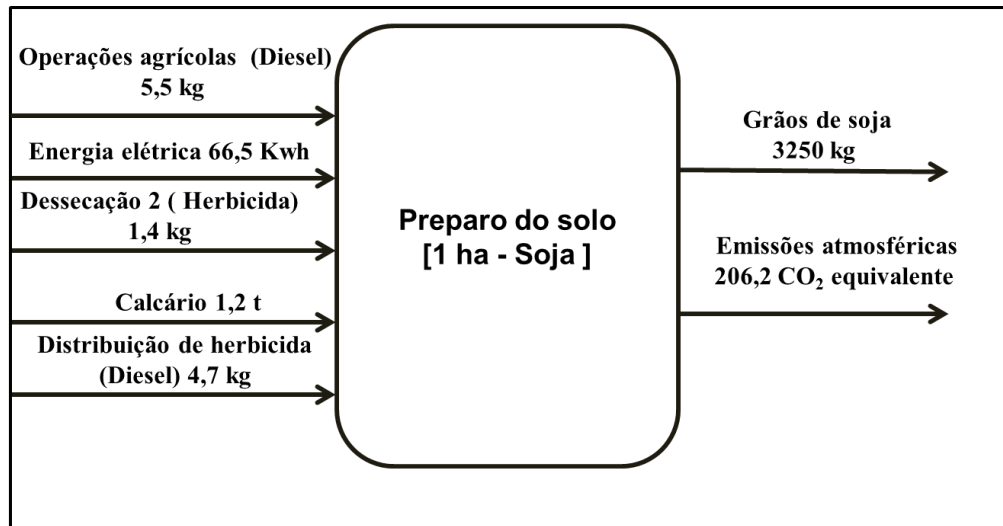 Operações agrícolas (Diesel)
5,5 kg
Energia elétrica 66,5 Kwh
Dessecação 2 ( Herbicida)
1,4 kg
Calcário 1,2 t
Distribuição de herbicida
(Diesel) 4,7 kg
Preparo do solo
[1 ha - Soja ]
Grãos de soja
3250 kg
Emissões atmosféricas
206,2 CO₂ equivalente